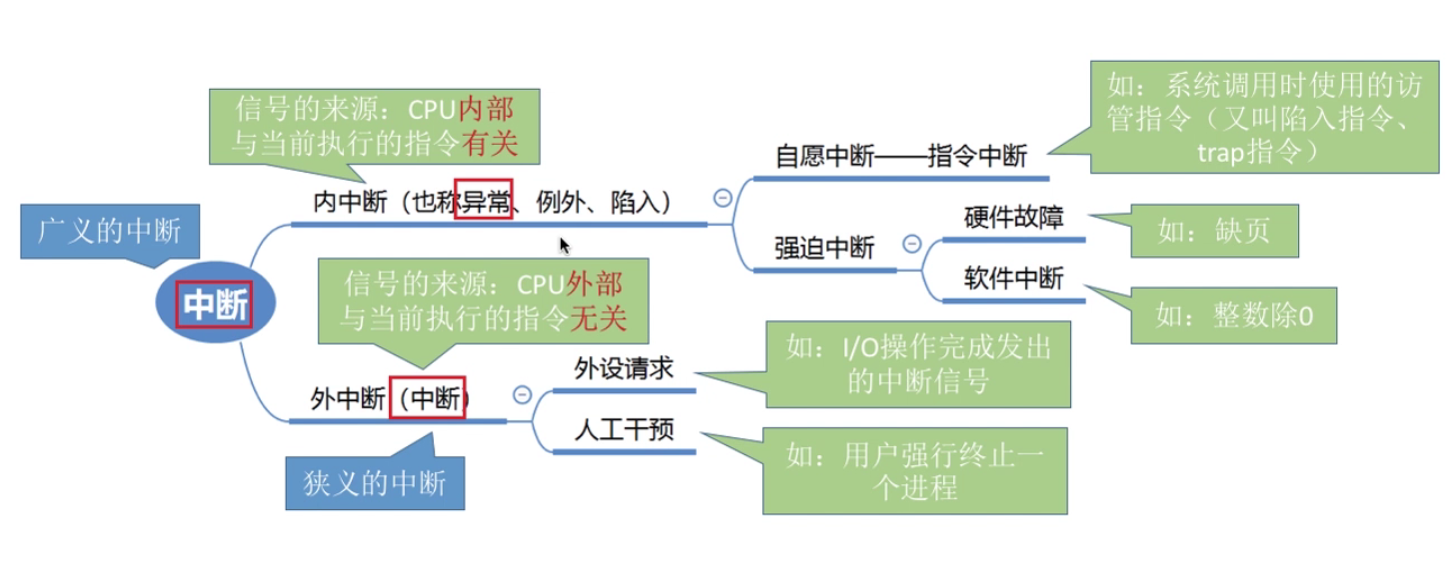 如：系统调用时使用的访
管指令（又叫陷入指令、
trap指令）
信号的来源：CPU内部
与当前执行的指令有关
自愿中断——指令中断
内中断（也称异常、例外、陷入）
硬件故障
如：缺页
广义的中断
强迫中断
软件中断
如：整数除0
中断
信号的来源：CPU外部
与当前执行的指令无关
外设请求
如：I/O操作完成发出
的中断信号
外中断（中断）
人工干预
如：用户强行终止一
个进程
狭义的中断